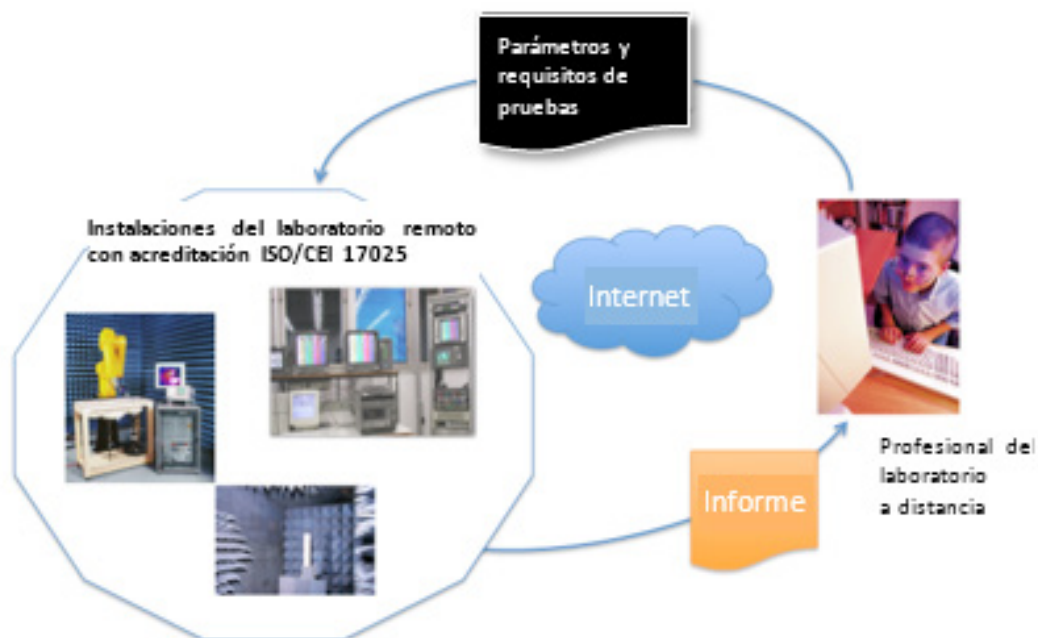 Parámetros y
requisitos de
pruebas
Instalaciones del laboratorio remoto
con acreditación ISO/CEI 17025
Internet
Informe
Profesional del
laboratorio
a distancia